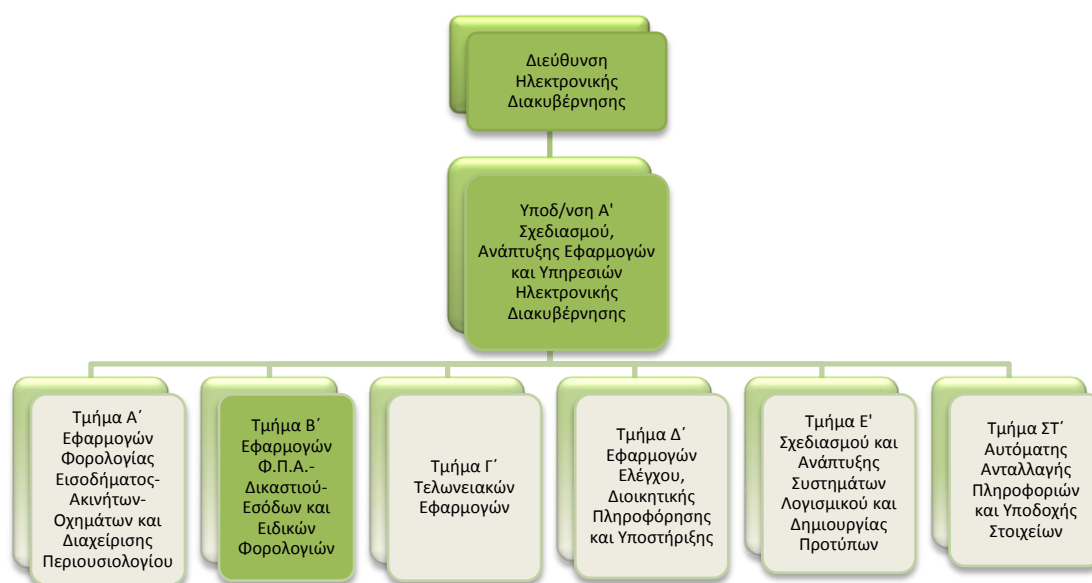 Διεύθυνση
Ηλεκτρονικής
Διακυβέρνησης
Υποδ/νση Α'
Σχεδιασμού,
Ανάπτυξης Εφαρμογών
και Υπηρεσιών
Ηλεκτρονικής
Διακυβέρνησης
Τμήμα Α΄
Εφαρμογών
Φορολογίας
Εισοδήματος-
Ακινήτων-
Οχημάτων και
Διαχείρισης
Περιουσιολογίου
Τμήμα Β΄
Εφαρμογών
Φ.Π.Α.-
Δικαστιού-
Εσόδων και
Ειδικών
Φορολογιών
Τμήμα Γ΄
Τελωνειακών
Εφαρμογών
Τμήμα Δ΄
Εφαρμογών
Ελέγχου,
Διοικητικής
Πληροφόρησης
και Υποστήριξης
Τμήμα Ε'
Σχεδιασμού και
Ανάπτυξης
Συστημάτων
Λογισμικού και
Δημιουργίας
Προτύπων
Τμήμα ΣΤ΄
Αυτόματης
Ανταλλαγής
Πληροφοριών
και Υποδοχής
Στοιχείων